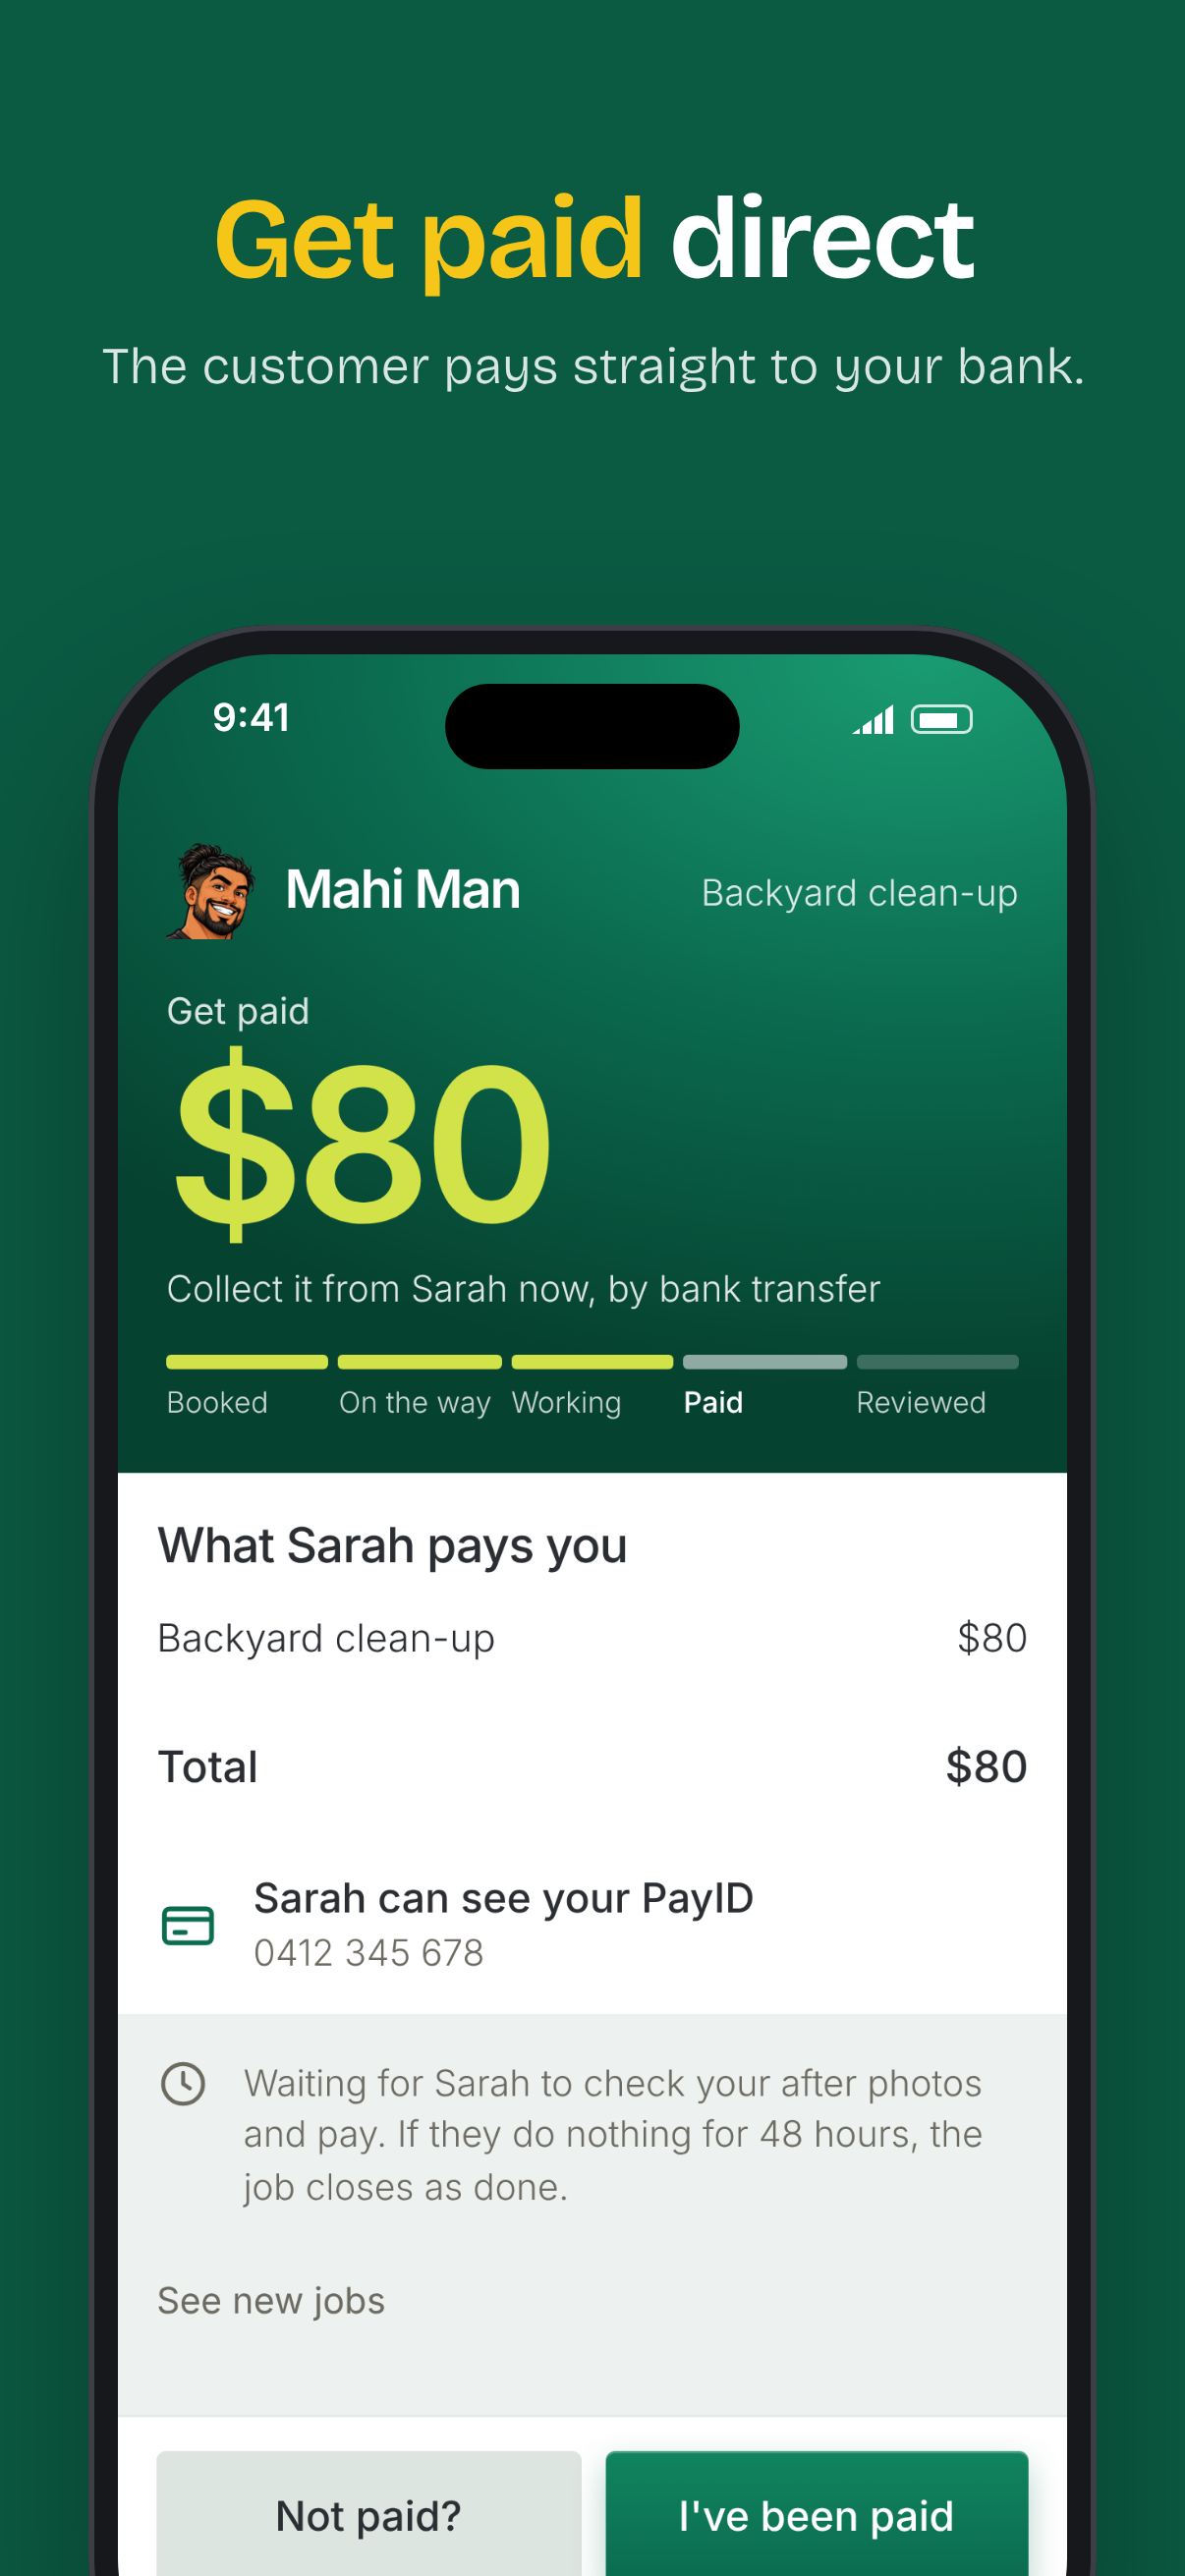 Get paid direct
The customer pays straight to your bank.
9:41
Mahi Man
Backyard clean-up
Get paid
$80
Collect it from Sarah now, by bank transfer
Booked On the way Working Paid Reviewed
What Sarah pays you
Backyard clean-up $80
Total $80
Sarah can see your PayID
0412 345 678
Waiting for Sarah to check your after photos
and pay. If they do nothing for 48 hours, the
job closes as done.
See new jobs
Not paid? I've been paid